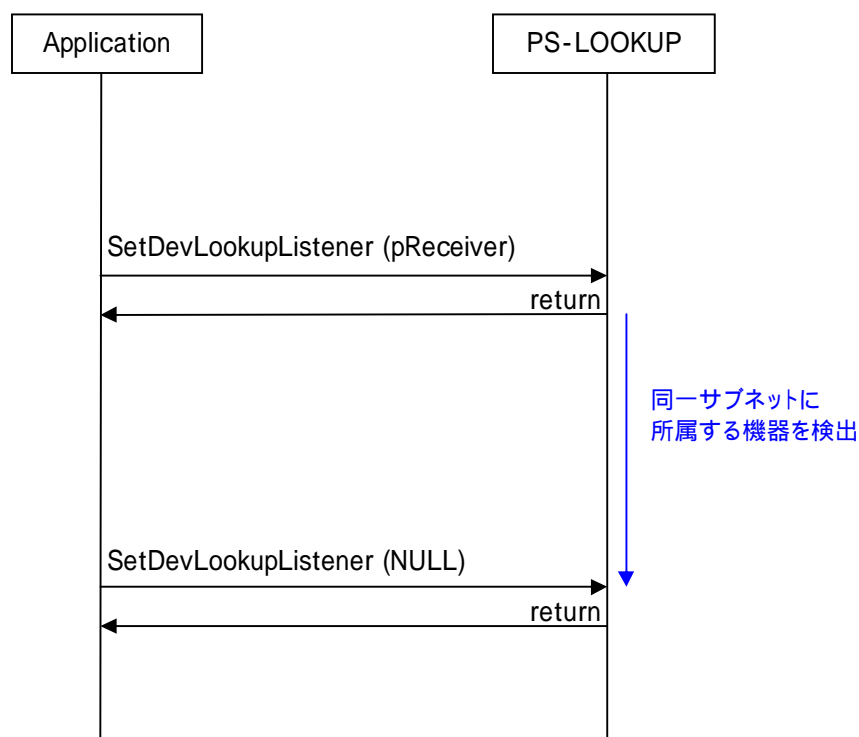 Application
PS-LOOKUP
SetDevLookupListener (pReceiver)
return
同一サブネットに
所属する機器を検出
SetDevLookupListener (NULL)
return